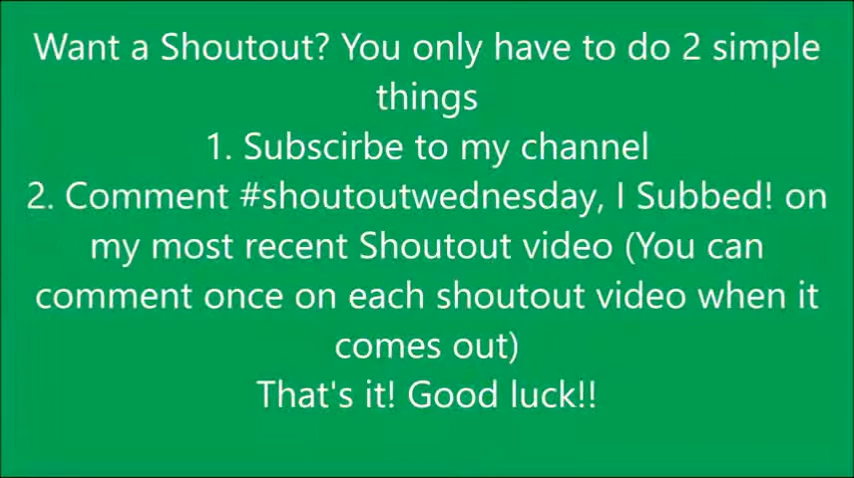 Want a Shoutout? You only have to do 2 simple
things
1. Subscirbe to my channel
2. Comment #shoutoutwednesday, I Subbed! on
my most recent Shoutout video (You can
comment once on each shoutout video when it
comes out)
That's it! Good luck!!